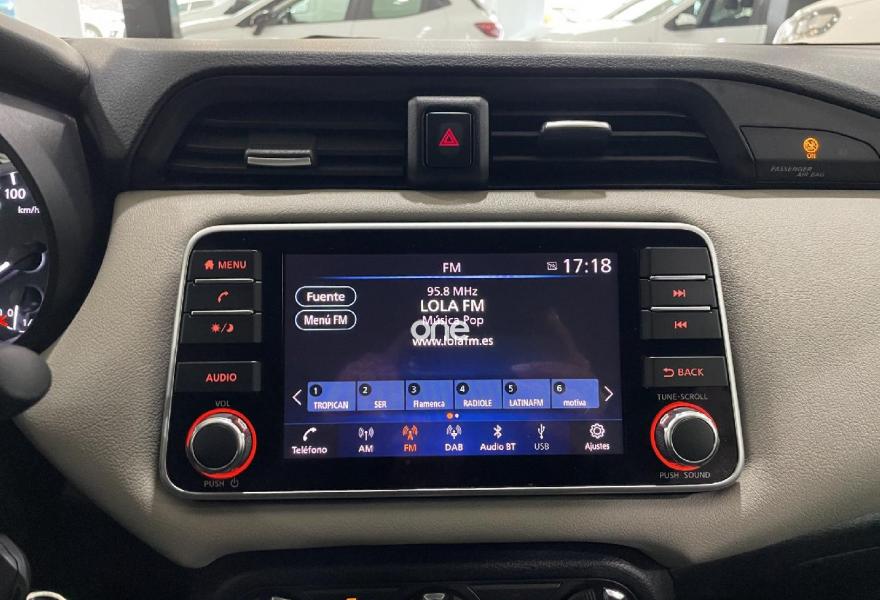 100
km/h
ON
PASSENGER
AIR BAG
MENU
AUDIO
VOL
PUSH
FM
17:18
Fuente
95.8 MHz
LOLA FM
Menú FM
Música Pop
one
www.lolafm.es
1 TROPICAN
2 SER
3 Flamenca
4 RADIOLE
5 LATINAFM
6 motiva
Teléfono
AM
FM
DAB
Audio BT
USB
Ajustes
BACK
TUNE·SCROLL
PUSH SOUND